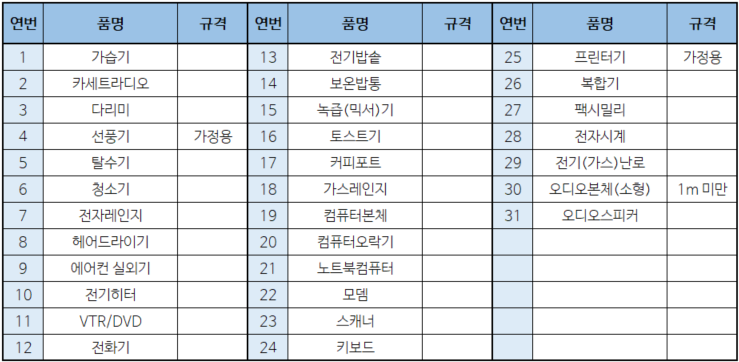 연번 품명 규격 연번 품명 규격 연번 품명 규격
1 가습기 13 전기밥솥 25 프린터기 가정용
2 카세트라디오 14 보온밥통 26 복합기
3 다리미 15 녹즙(믹서)기 27 팩시밀리
4 선풍기 가정용 16 토스트기 28 전자시계
5 탈수기 17 커피포트 29 전기(가스)난로
6 청소기 18 가스레인지 30 오디오본체(소형) 1m 미만
7 전자레인지 19 컴퓨터본체 31 오디오스피커
8 헤어드라이기 20 컴퓨터오락기
9 에어컨 실외기 21 노트북컴퓨터
10 전기히터 22 모뎀
11 VTR/DVD 23 스캐너
12 전화기 24 키보드